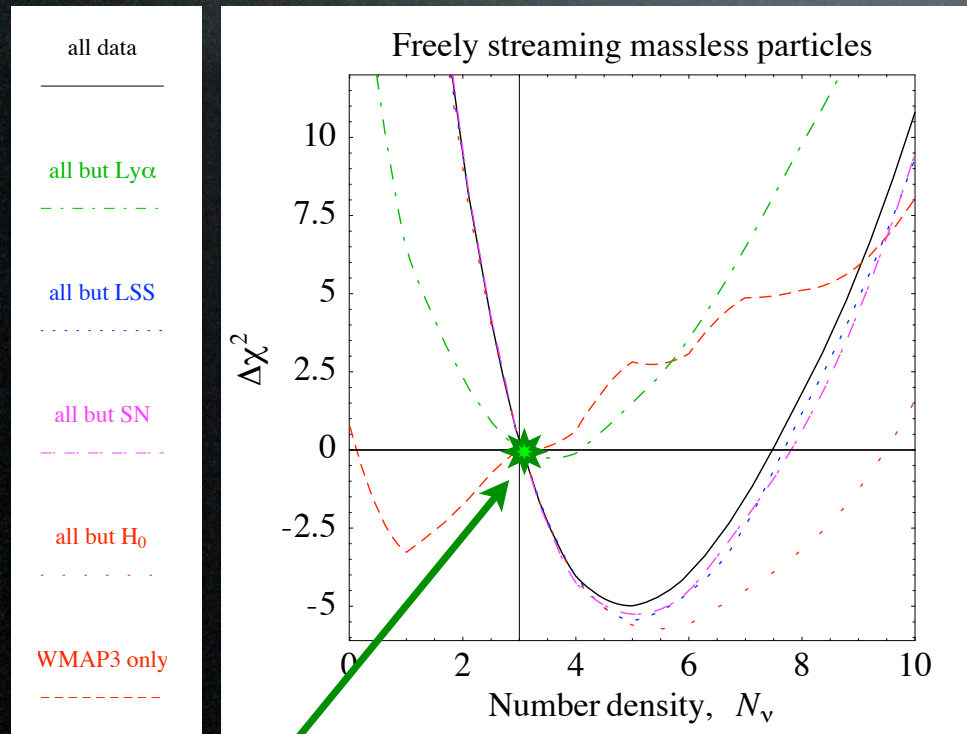 all data
all but Lyα
all but LSS
all but SN
all but H₀
WMAP3 only
Freely streaming massless particles
Δχ²
10
7.5
5
2.5
0
-2.5
-5
0 2 4 6 8 10
Number density, Nᵥ